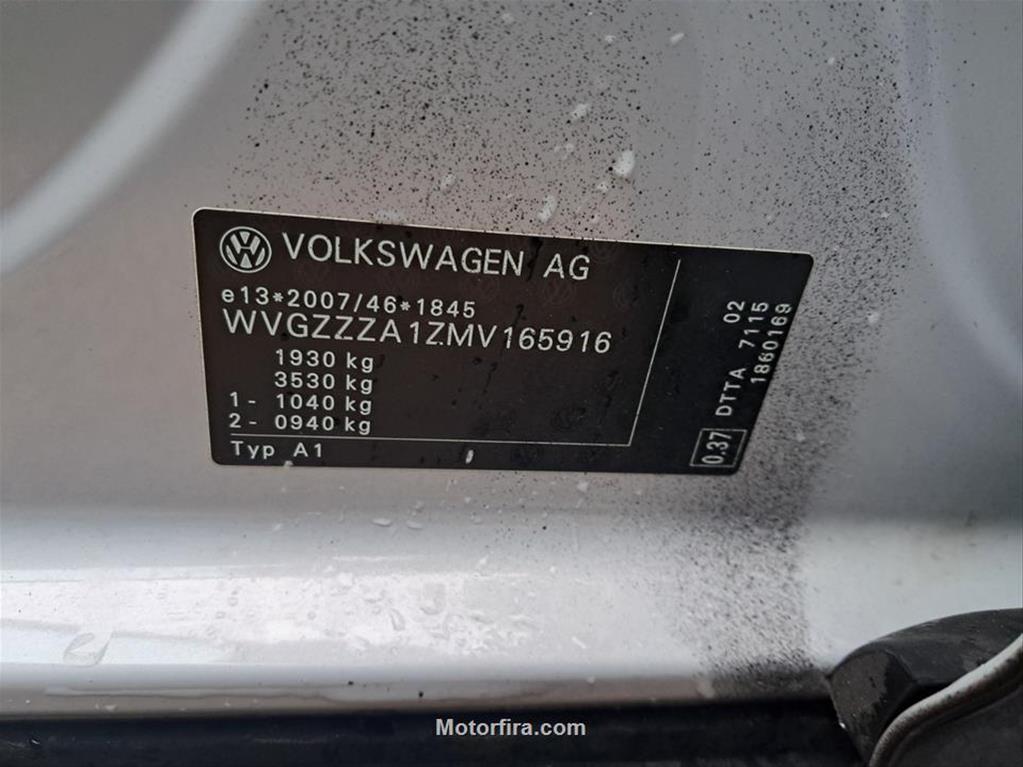 VOLKSWAGEN AG
e13*2007/46*1845
WVGZZZA1ZMV165916
1930 kg
3530 kg
1 - 1040 kg
2 - 0940 kg
Typ A1
02
DTTA 7115
1860169
0.37
Motorfira.com